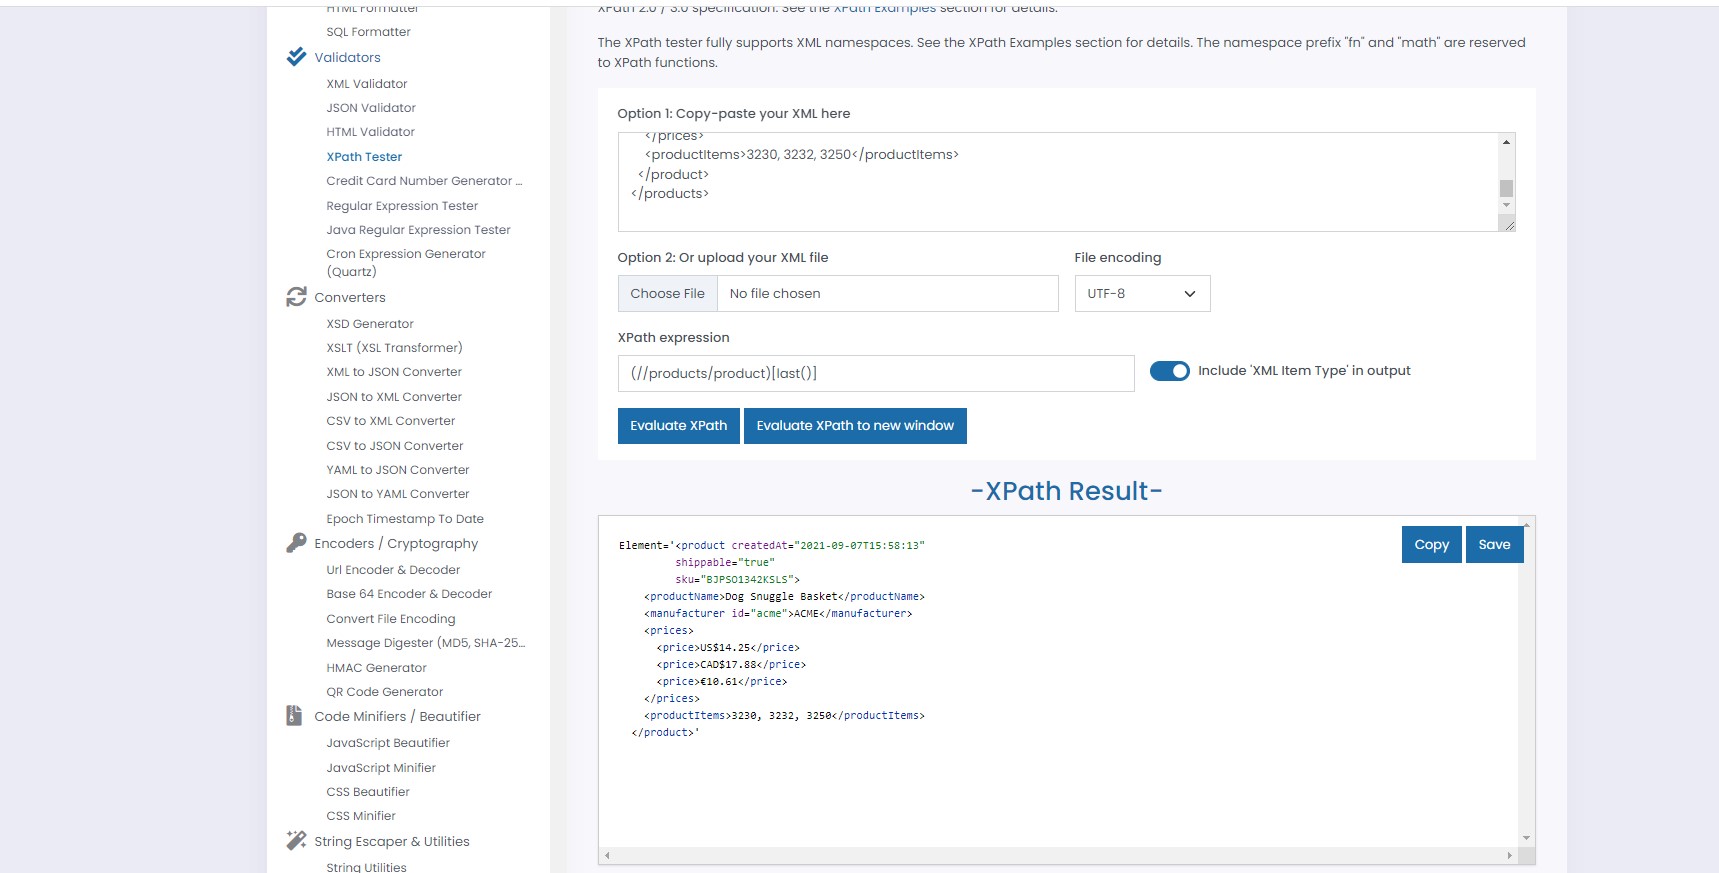 HTML Formatter
SQL Formatter
Validators
XML Validator
JSON Validator
HTML Validator
XPath Tester
Credit Card Number Generator ...
Regular Expression Tester
Java Regular Expression Tester
Cron Expression Generator
(Quartz)
Converters
XSD Generator
XSLT (XSL Transformer)
XML to JSON Converter
JSON to XML Converter
CSV to XML Converter
CSV to JSON Converter
YAML to JSON Converter
JSON to YAML Converter
Epoch Timestamp To Date
Encoders / Cryptography
Url Encoder & Decoder
Base 64 Encoder & Decoder
Convert File Encoding
Message Digester (MD5, SHA-25...
HMAC Generator
QR Code Generator
Code Minifiers / Beautifier
JavaScript Beautifier
JavaScript Minifier
CSS Beautifier
CSS Minifier
String Escaper & Utilities
String Utilities
XPath 2.0 / 3.0 specification. See the XPath Examples section for details.
The XPath tester fully supports XML namespaces. See the XPath Examples section for details. The namespace prefix "fn" and "math" are reserved
to XPath functions.
Option 1: Copy-paste your XML here
</prices>
<productItems>3230, 3232, 3250</productItems>
</product>
</products>
Option 2: Or upload your XML file
File encoding
Choose File No file chosen
UTF-8
XPath expression
(//products/product)[last()]
Include 'XML Item Type' in output
Evaluate XPath
Evaluate XPath to new window
-XPath Result-
Copy
Save
Element='<product createdAt="2021-09-07T15:58:13"
shippable="true"
sku="BJPSO1342KSLS">
<productName>Dog Snuggle Basket</productName>
<manufacturer id="acme">ACME</manufacturer>
<prices>
<price>US$14.25</price>
<price>CAD$17.88</price>
<price>€10.61</price>
</prices>
<productItems>3230, 3232, 3250</productItems>
</product>'